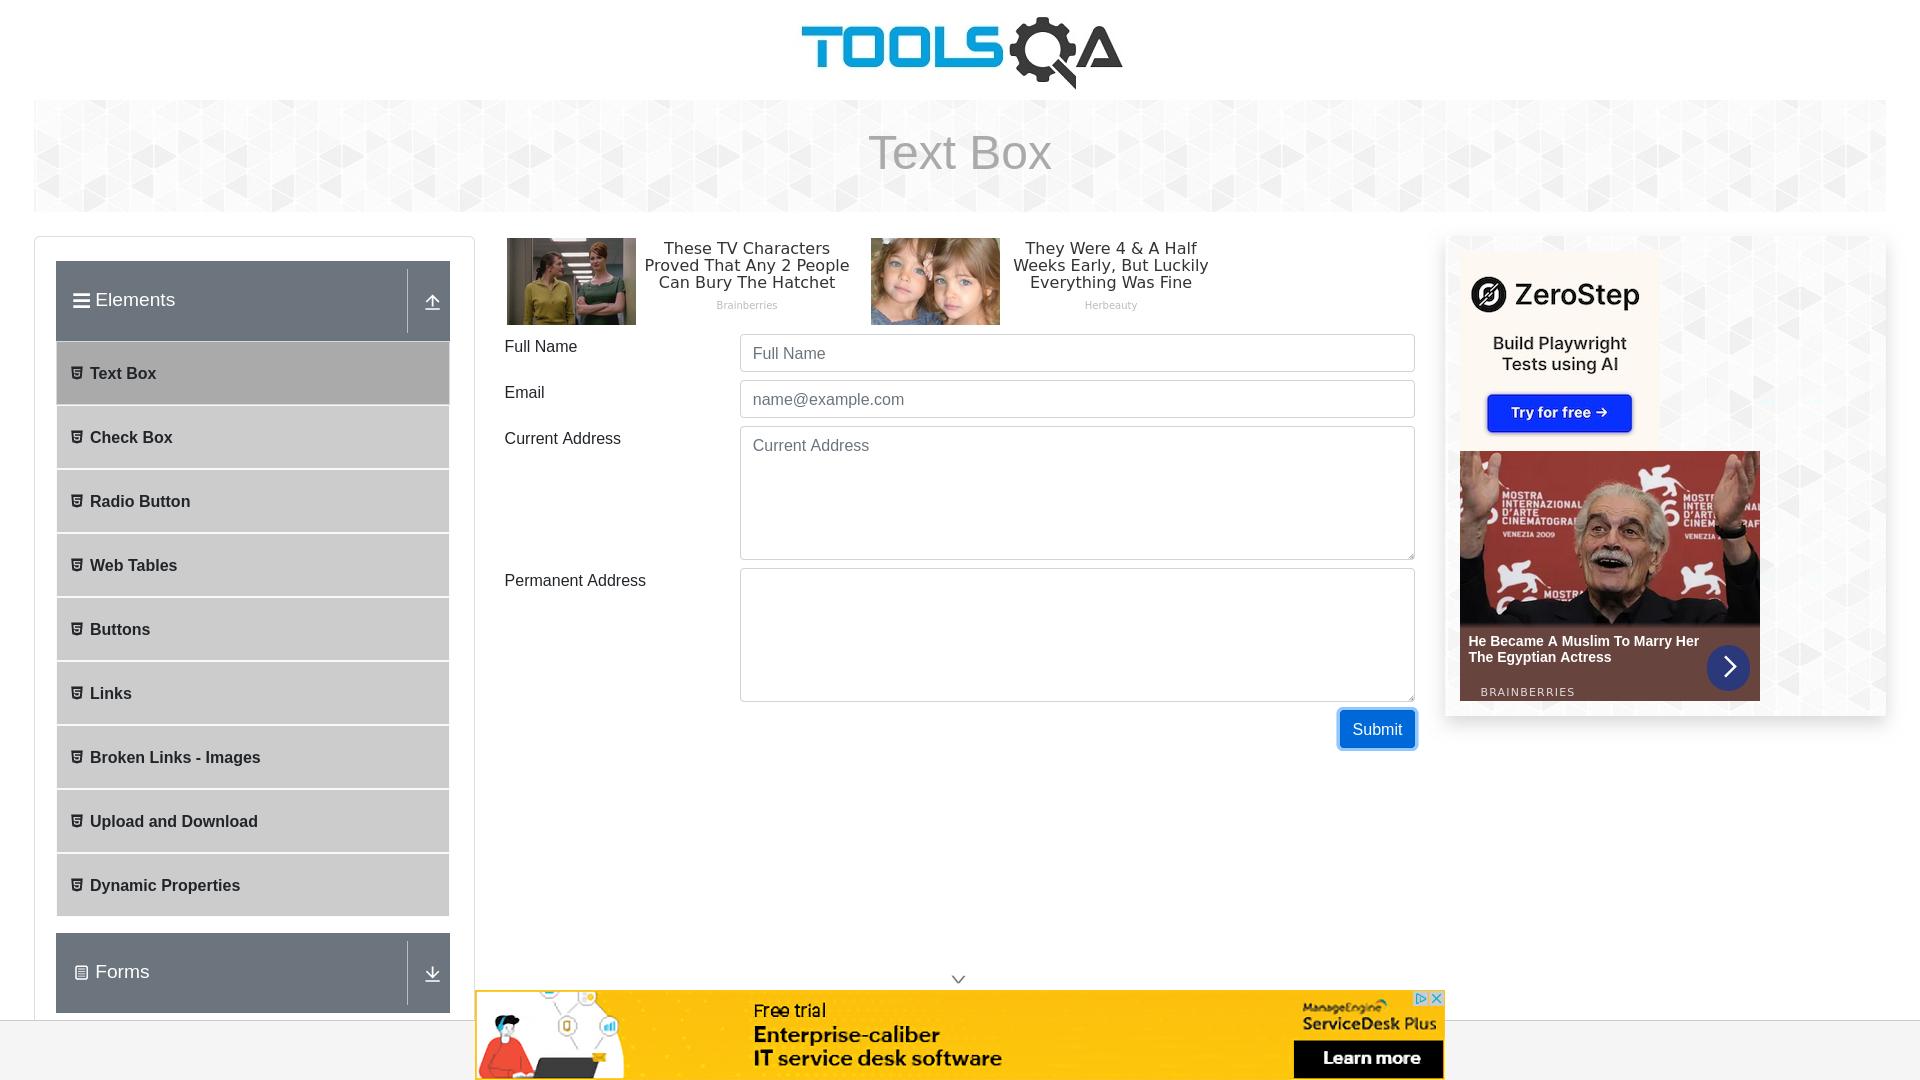 TOOLSQA
Text Box
Elements
Text Box
Check Box
Radio Button
Web Tables
Buttons
Links
Broken Links - Images
Upload and Download
Dynamic Properties
Forms
These TV Characters
Proved That Any 2 People
Can Bury The Hatchet
Brainberries
They Were 4 & A Half
Weeks Early, But Luckily
Everything Was Fine
Herbeauty
Full Name
Full Name
Email
name@example.com
Current Address
Current Address
Permanent Address
Submit
ZeroStep
Build Playwright
Tests using AI
Try for free →
MOSTRA
INTERNAZIONAL
D'ARTE
CINEMATOGRAF
VENEZIA 2009
He Became A Muslim To Marry Her
The Egyptian Actress
BRAINBERRIES
Free trial
Enterprise-caliber
IT service desk software
ManageEngine
ServiceDesk Plus
Learn more